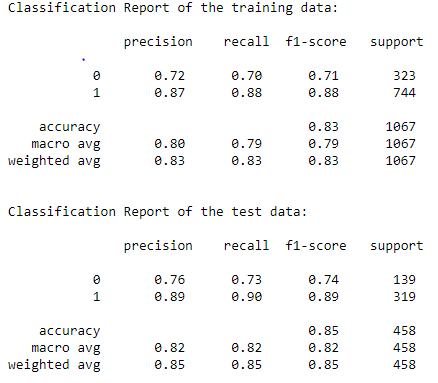 Classification Report of the training data:
precision recall f1-score support
0 0.72 0.70 0.71 323
1 0.87 0.88 0.88 744
accuracy 0.83 1067
macro avg 0.80 0.79 0.79 1067
weighted avg 0.83 0.83 0.83 1067
Classification Report of the test data:
precision recall f1-score support
0 0.76 0.73 0.74 139
1 0.89 0.90 0.89 319
accuracy 0.85 458
macro avg 0.82 0.82 0.82 458
weighted avg 0.85 0.85 0.85 458